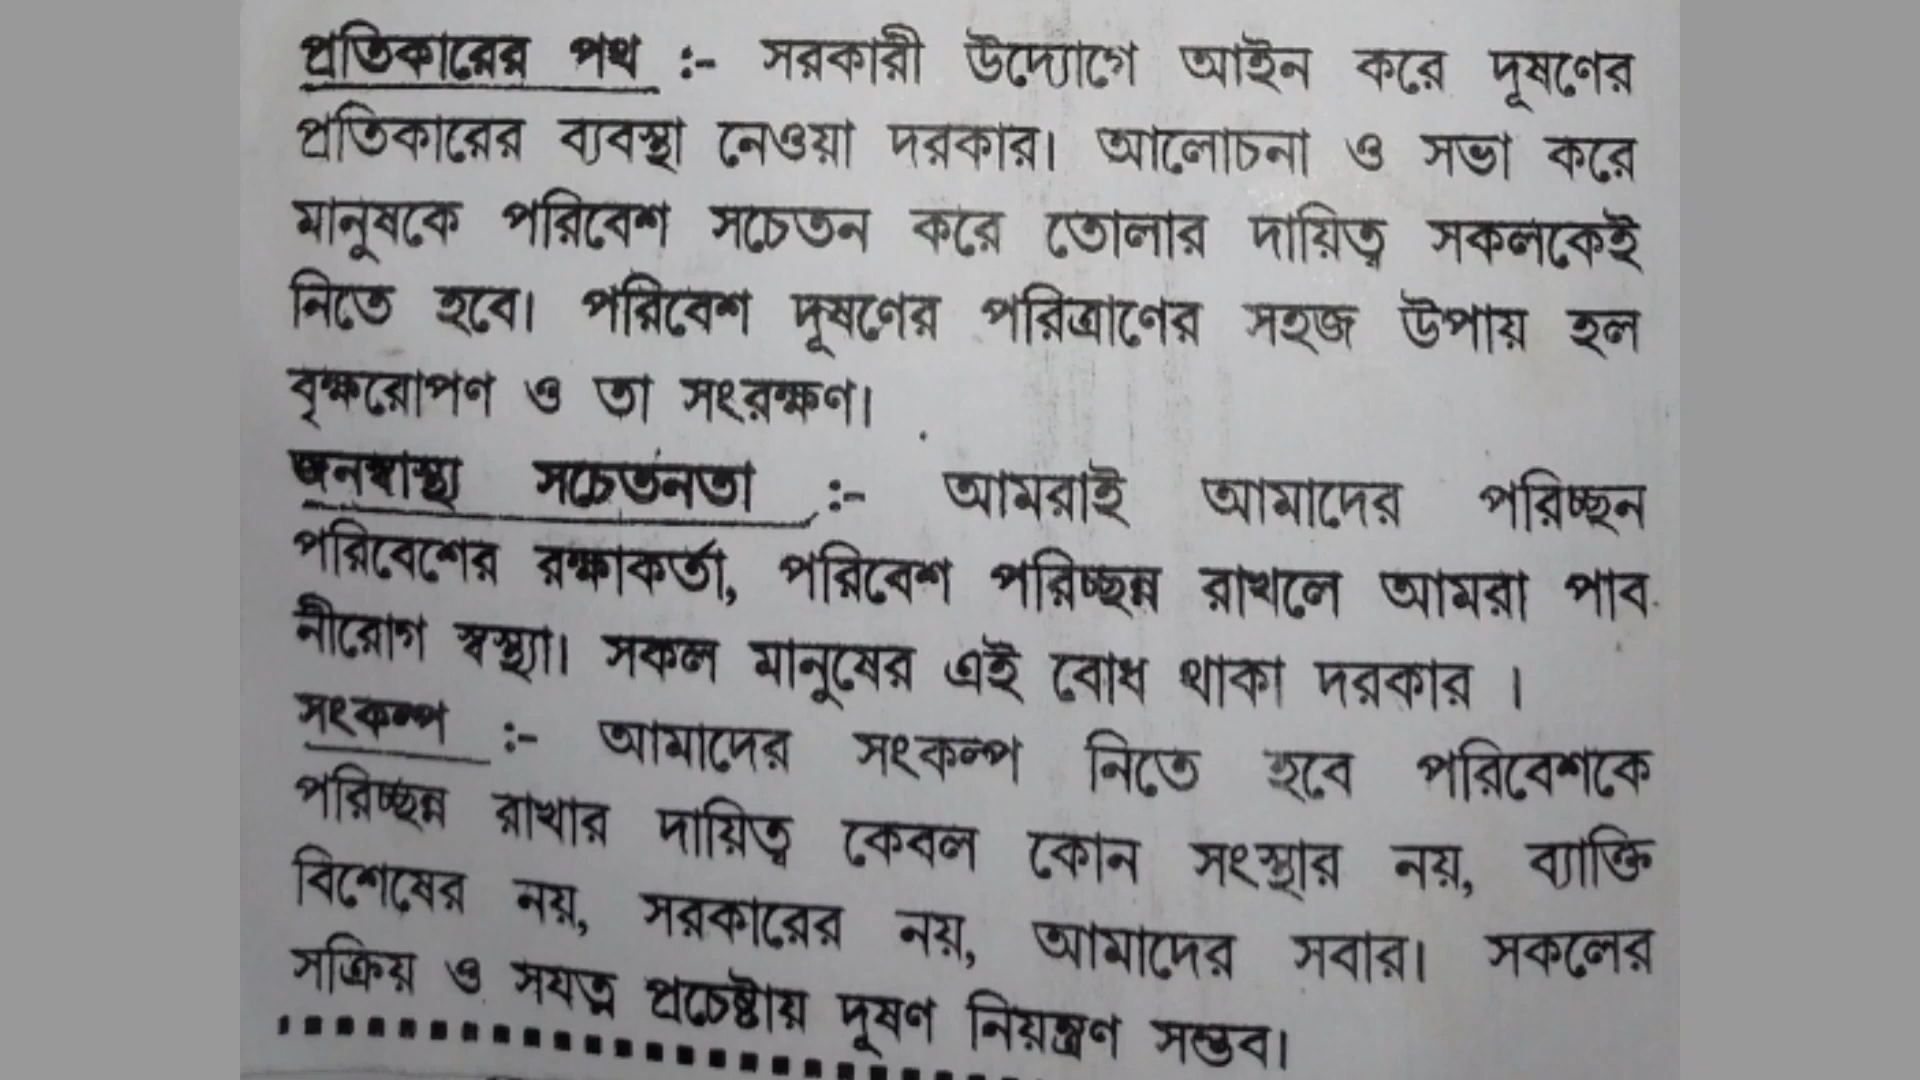 প্রতিকারের পথ :- সরকারী উদ্যোগে আইন করে দূষণের
প্রতিকারের ব্যবস্থা নেওয়া দরকার। আলোচনা ও সভা করে
মানুষকে পরিবেশ সচেতন করে তোলার দায়িত্ব সকলকেই
নিতে হবে। পরিবেশ দূষণের পরিত্রাণের সহজ উপায় হল
বৃক্ষরোপণ ও তা সংরক্ষণ।
জনস্বাস্থ্য সচেতনতা :- আমরাই আমাদের পরিচ্ছন
পরিবেশের রক্ষাকর্তা, পরিবেশ পরিচ্ছন্ন রাখলে আমরা পাব
নীরোগ স্বস্থ্যা। সকল মানুষের এই বোধ থাকা দরকার ।
সংকল্প :- আমাদের সংকল্প নিতে হবে পরিবেশকে
পরিচ্ছন্ন রাখার দায়িত্ব কেবল কোন সংস্থার নয়, ব্যাক্তি
বিশেষের নয়, সরকারের নয়, আমাদের সবার। সকলের
সক্রিয় ও সযত্ন প্রচেষ্টায় দূষণ নিয়ন্ত্রণ সম্ভব।